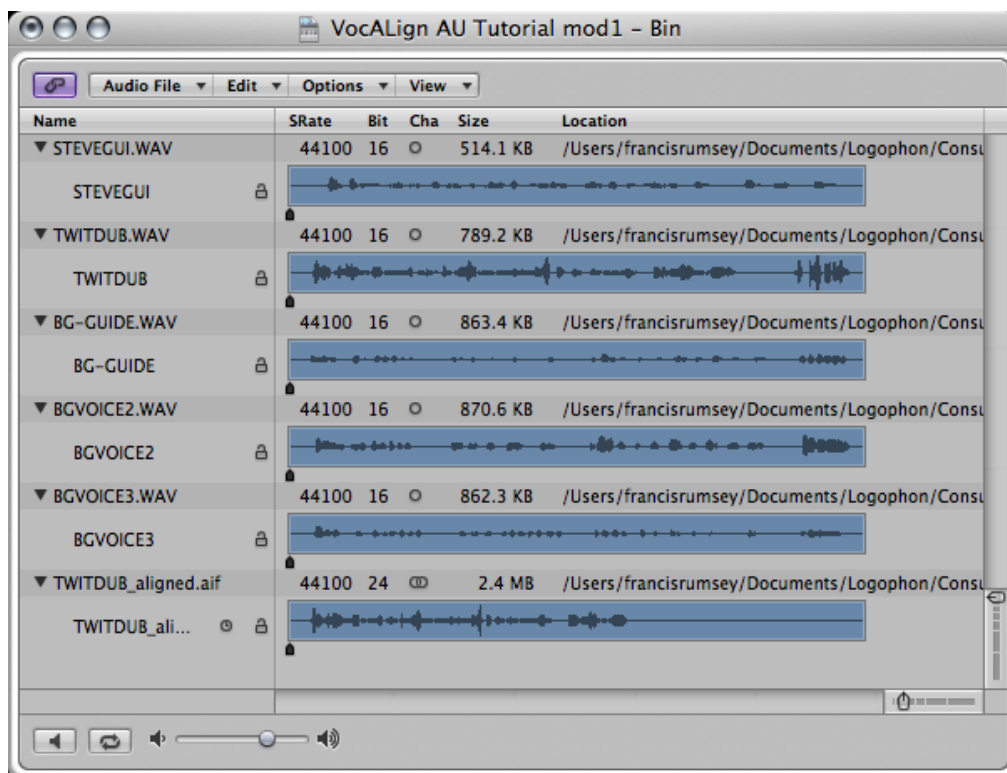 VocALign AU Tutorial mod1 – Bin
Audio File Edit Options View
Name SRate Bit Cha Size Location
STEVEGUI.WAV 44100 16 514.1 KB /Users/francisrumsey/Documents/Logophon/Consu
STEVEGUI
TWITDUB.WAV 44100 16 789.2 KB /Users/francisrumsey/Documents/Logophon/Consu
TWITDUB
BG-GUIDE.WAV 44100 16 863.4 KB /Users/francisrumsey/Documents/Logophon/Consu
BG-GUIDE
BGVOICE2.WAV 44100 16 870.6 KB /Users/francisrumsey/Documents/Logophon/Consu
BGVOICE2
BGVOICE3.WAV 44100 16 862.3 KB /Users/francisrumsey/Documents/Logophon/Consu
BGVOICE3
TWITDUB_aligned.aif 44100 24 2.4 MB /Users/francisrumsey/Documents/Logophon/Consu
TWITDUB_ali...